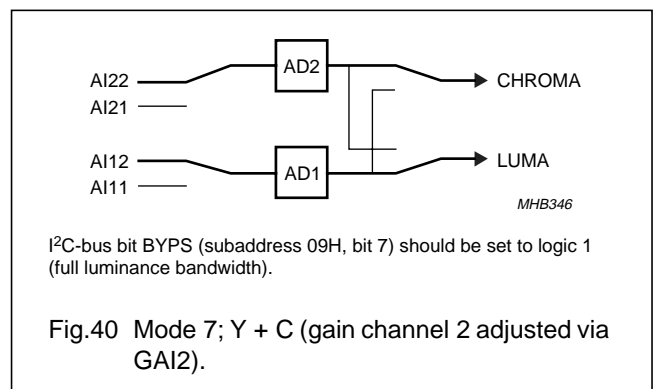 AI22
AI21
AD2
CHROMA
AI12
AI11
AD1
LUMA
MHB346
I²C-bus bit BYPS (subaddress 09H, bit 7) should be set to logic 1
(full luminance bandwidth).
Fig.40 Mode 7; Y + C (gain channel 2 adjusted via
GAI2).